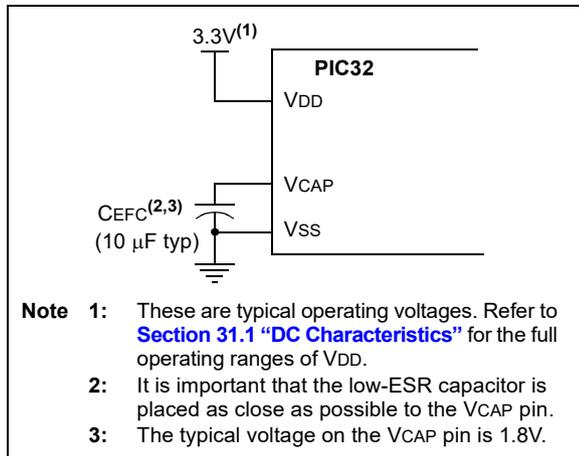 3.3V(1)
PIC32
VDD
VCAP
CEFC(2,3)
(10 μF typ)
VSS
Note 1: These are typical operating voltages. Refer to
Section 31.1 “DC Characteristics” for the full
operating ranges of VDD.
2: It is important that the low-ESR capacitor is
placed as close as possible to the VCAP pin.
3: The typical voltage on the VCAP pin is 1.8V.